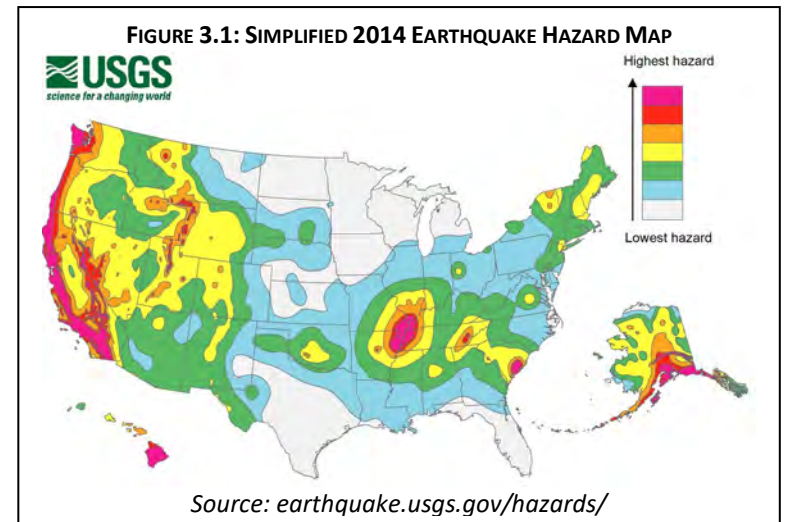 FIGURE 3.1: SIMPLIFIED 2014 EARTHQUAKE HAZARD MAP
USGS
science for a changing world
Highest hazard
Lowest hazard
Source: earthquake.usgs.gov/hazards/